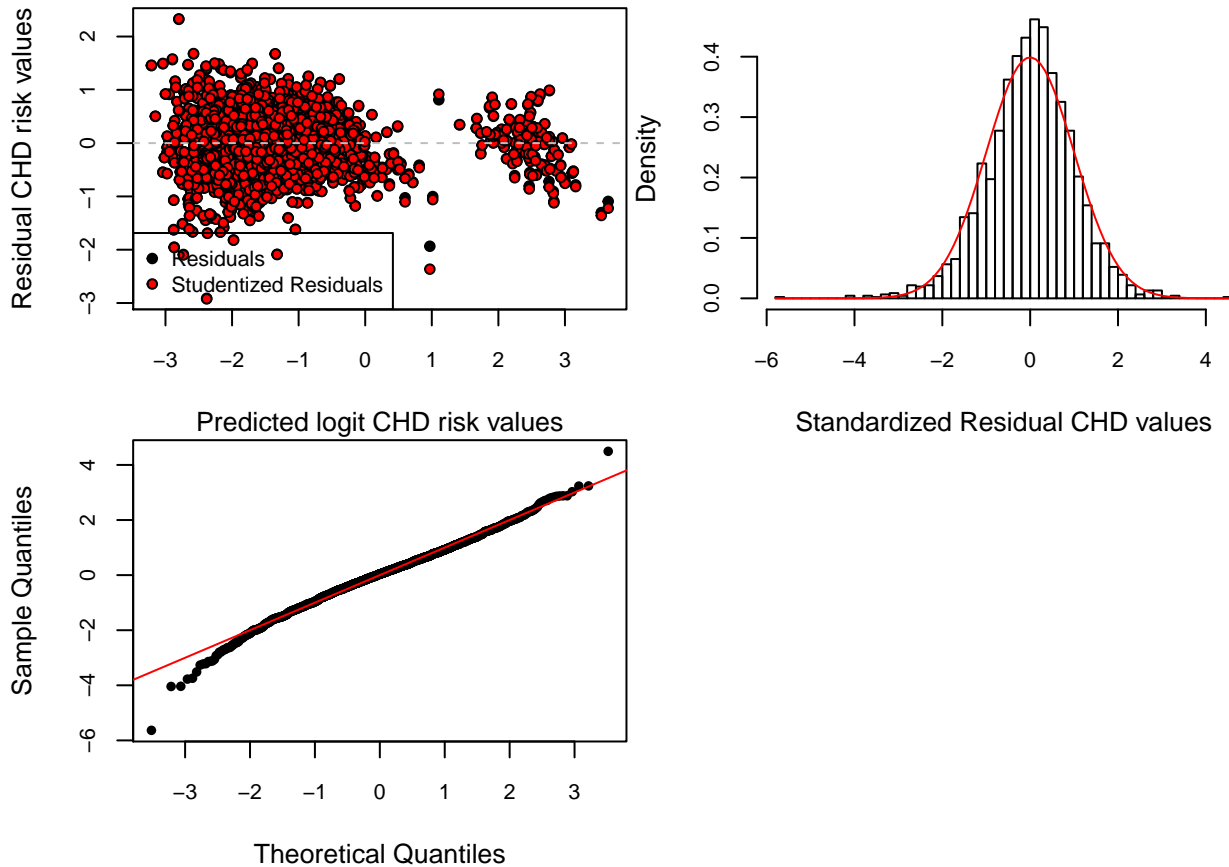 Residual CHD risk values
2
1
0
−1
−2
−3
Residuals
Studentized Residuals
−3 −2 −1 0 1 2 3
Predicted logit CHD risk values
Density
0.4
0.3
0.2
0.1
0.0
−6 −4 −2 0 2 4
Standardized Residual CHD values
Sample Quantiles
4
2
0
−2
−4
−6
−3 −2 −1 0 1 2 3
Theoretical Quantiles